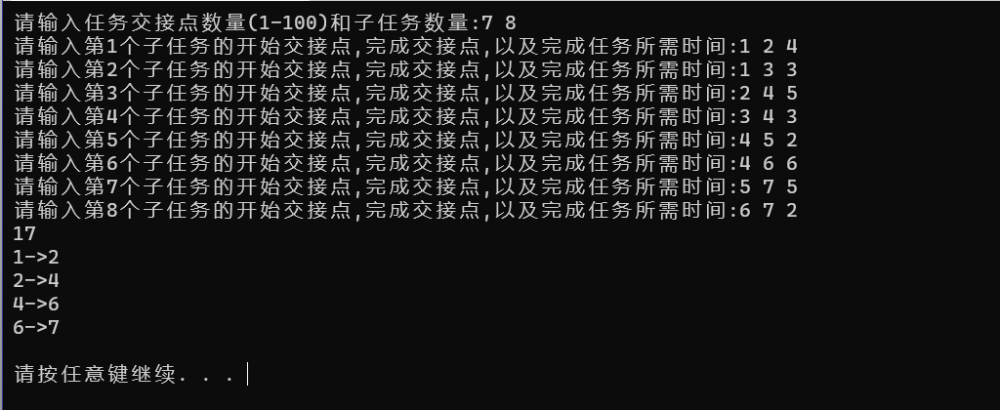 请输入任务交接点数量(1-100)和子任务数量:7 8
请输入第1个子任务的开始交接点,完成交接点,以及完成任务所需时间:1 2 4
请输入第2个子任务的开始交接点,完成交接点,以及完成任务所需时间:1 3 3
请输入第3个子任务的开始交接点,完成交接点,以及完成任务所需时间:2 4 5
请输入第4个子任务的开始交接点,完成交接点,以及完成任务所需时间:3 4 3
请输入第5个子任务的开始交接点,完成交接点,以及完成任务所需时间:4 5 2
请输入第6个子任务的开始交接点,完成交接点,以及完成任务所需时间:4 6 6
请输入第7个子任务的开始交接点,完成交接点,以及完成任务所需时间:5 7 5
请输入第8个子任务的开始交接点,完成交接点,以及完成任务所需时间:6 7 2
17
1->2
2->4
4->6
6->7
请按任意键继续. . .